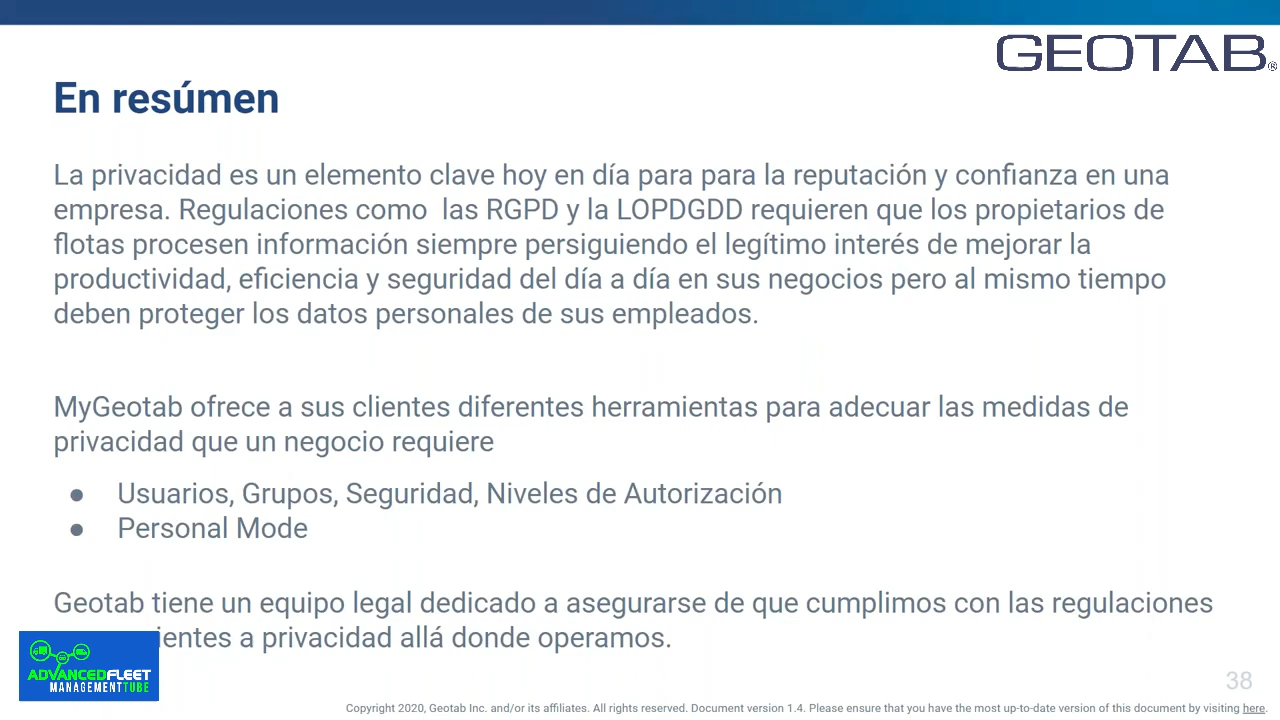 GEOTAB®
En resúmen
La privacidad es un elemento clave hoy en día para para la reputación y confianza en una
empresa. Regulaciones como las RGPD y la LOPDGDD requieren que los propietarios de
flotas procesen información siempre persiguiendo el legítimo interés de mejorar la
productividad, eficiencia y seguridad del día a día en sus negocios pero al mismo tiempo
deben proteger los datos personales de sus empleados.
MyGeotab ofrece a sus clientes diferentes herramientas para adecuar las medidas de
privacidad que un negocio requiere
● Usuarios, Grupos, Seguridad, Niveles de Autorización
● Personal Mode
Geotab tiene un equipo legal dedicado a asegurarse de que cumplimos con las regulaciones
a privacidad allá donde operamos.
ADVANCEDFLEET
MANAGEMENTTUBE
38
Copyright 2020, Geotab Inc. and/or its affiliates. All rights reserved. Document version 1.4. Please ensure that you have the most up-to-date version of this document by visiting here.